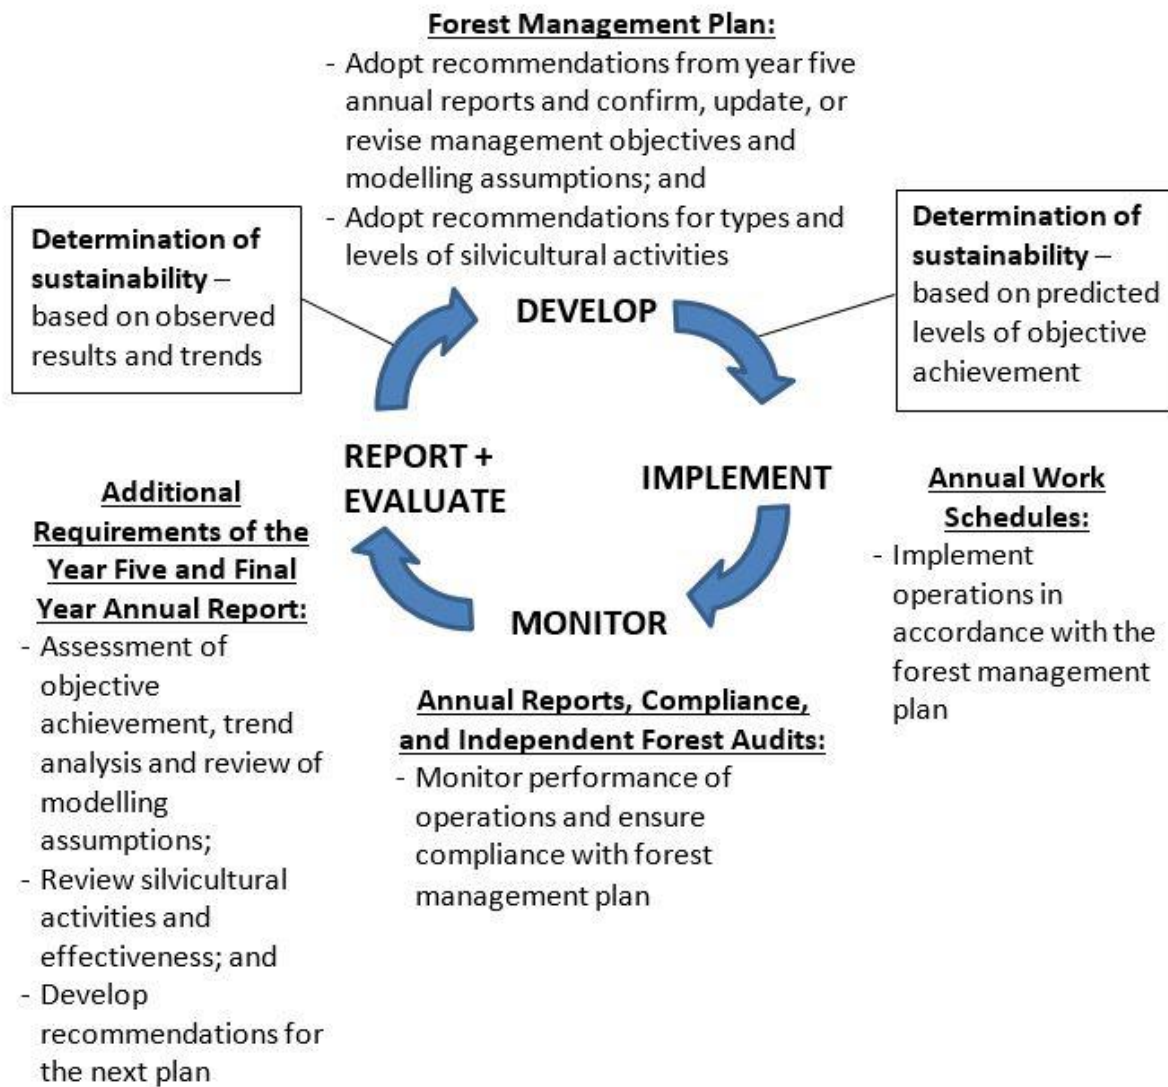 Forest Management Plan:
- Adopt recommendations from year five
annual reports and confirm, update, or
revise management objectives and
modelling assumptions; and
- Adopt recommendations for types and
levels of silvicultural activities
Determination of
sustainability –
based on observed
results and trends
Determination of
sustainability –
based on predicted
levels of objective
achievement
DEVELOP
IMPLEMENT
Annual Work
Schedules:
- Implement
operations in
accordance with the
forest management
plan
MONITOR
Annual Reports, Compliance,
and Independent Forest Audits:
- Monitor performance of
operations and ensure
compliance with forest
management plan
REPORT +
EVALUATE
Additional
Requirements of the
Year Five and Final
Year Annual Report:
- Assessment of
objective
achievement, trend
analysis and review of
modelling
assumptions;
- Review silvicultural
activities and
effectiveness; and
- Develop
recommendations for
the next plan